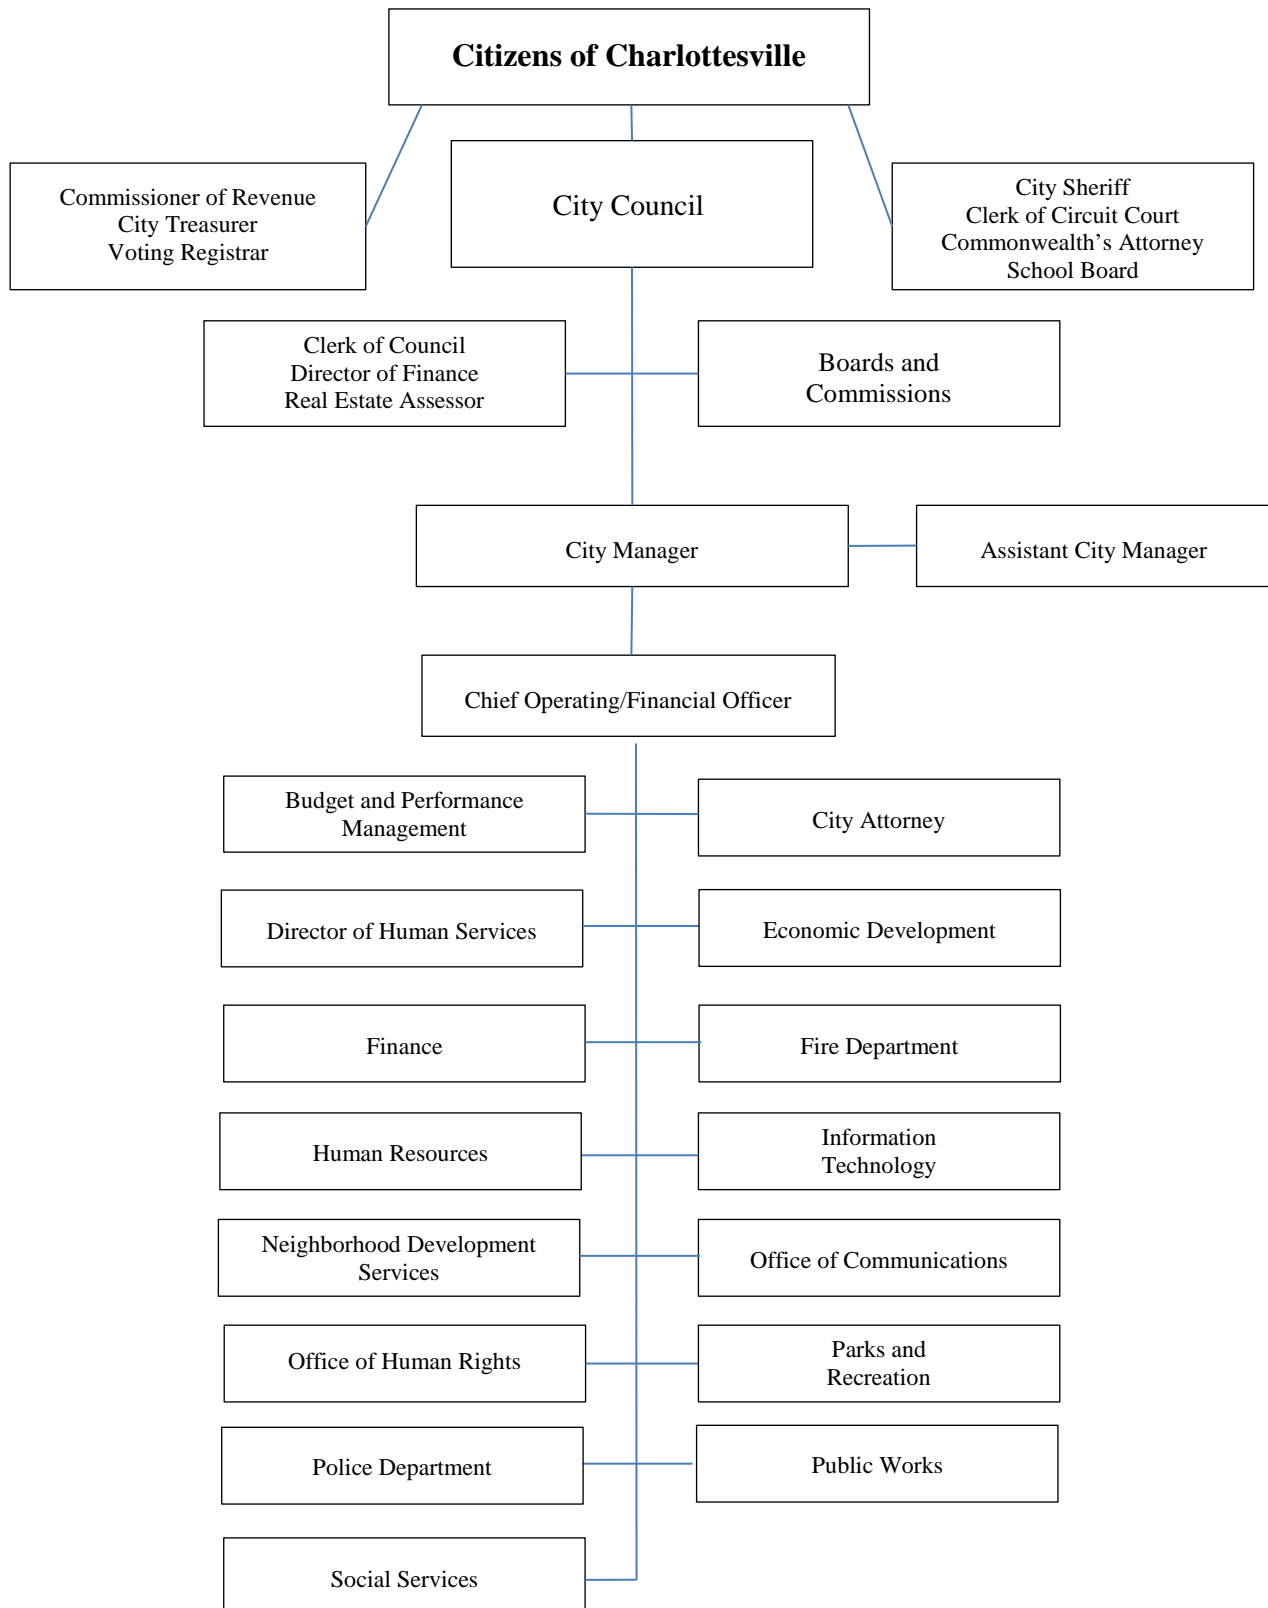 Citizens of Charlottesville
Commissioner of Revenue
City Treasurer
Voting Registrar
City Council
City Sheriff
Clerk of Circuit Court
Commonwealth’s Attorney
School Board
Clerk of Council
Director of Finance
Real Estate Assessor
Boards and
Commissions
City Manager
Assistant City Manager
Chief Operating/Financial Officer
Budget and Performance
Management
City Attorney
Director of Human Services
Economic Development
Finance
Fire Department
Human Resources
Information
Technology
Neighborhood Development
Services
Office of Communications
Office of Human Rights
Parks and
Recreation
Police Department
Public Works
Social Services